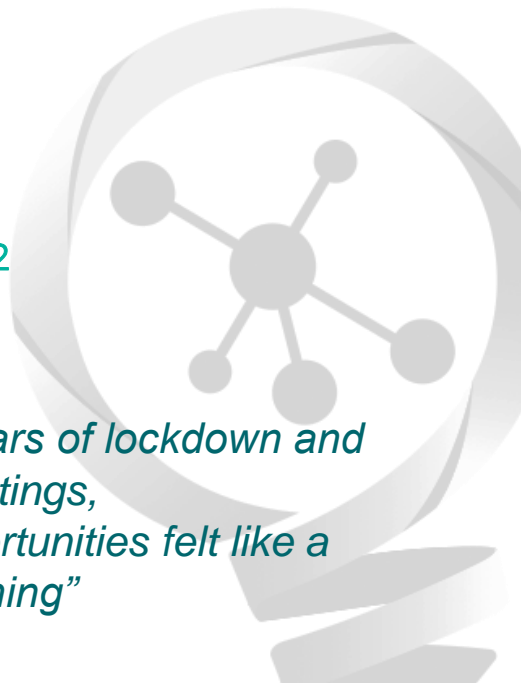 2
ars of lockdown and
tings,
rtunities felt like a
ning”